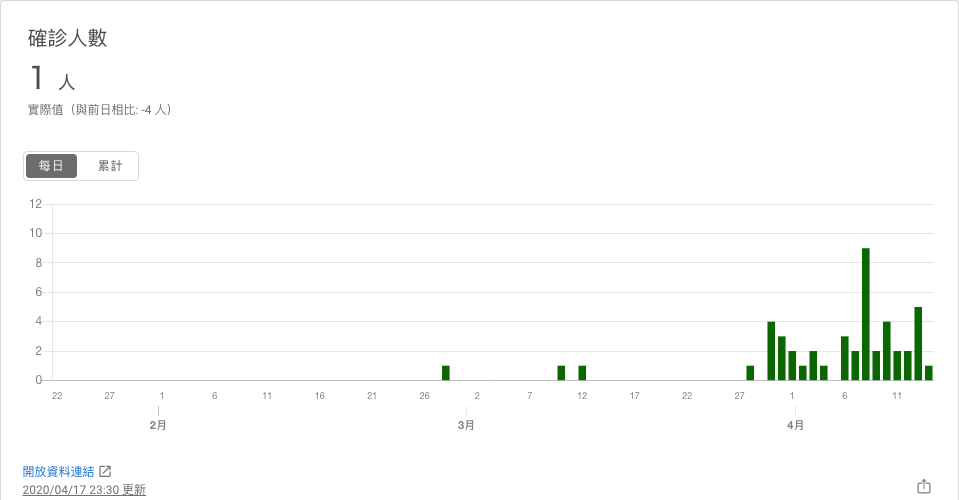 確診人數
1 人
實際值（與前日相比: -4 人）
每日 累計
12
10
8
6
4
2
0
22 27 1 6 11 16 21 26 2 7 12 17 22 27 1 6 11
2月 3月 4月
開放資料連結
2020/04/17 23:30 更新